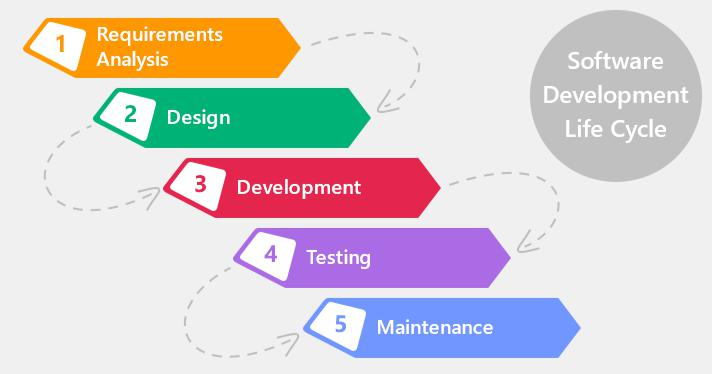 1
Requirements
Analysis
2
Design
3
Development
4
Testing
5
Maintenance
Software
Development
Life Cycle